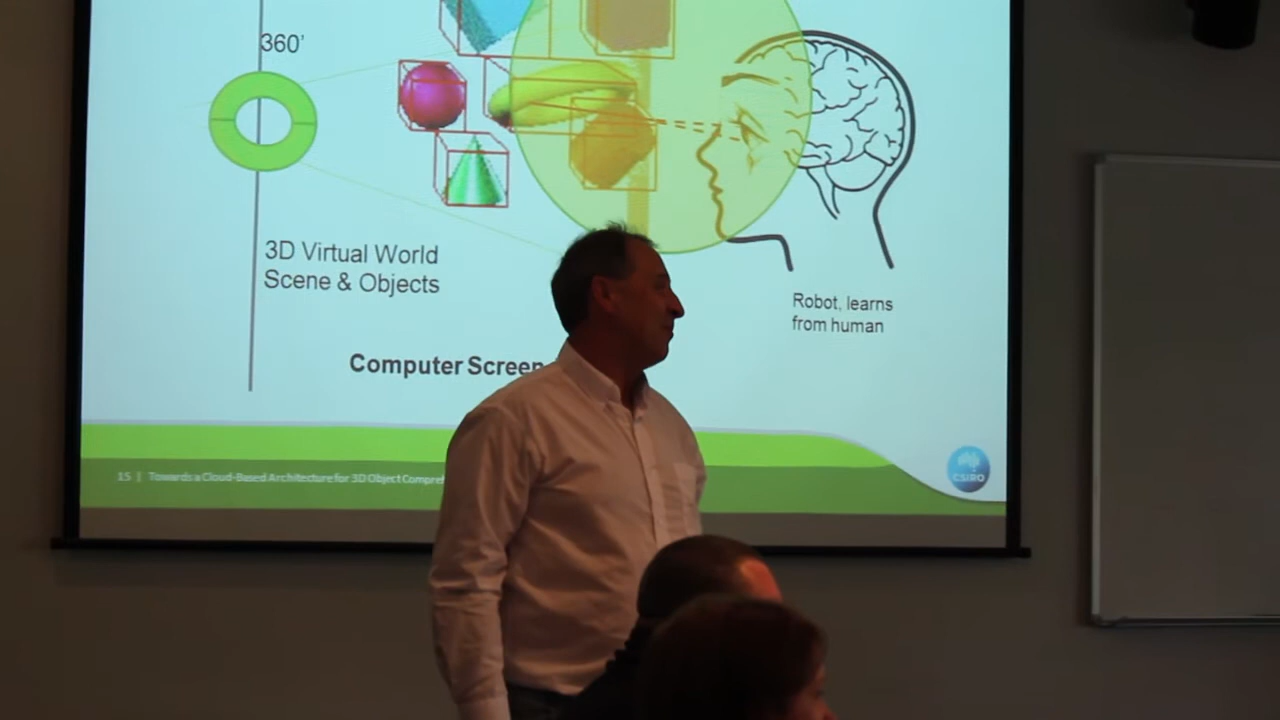 360'
3D Virtual World
Scene & Objects
Robot, learns
from human
Computer Screen
15 | Towards a Cloud-Based Architecture for 3D Object
CSIRO